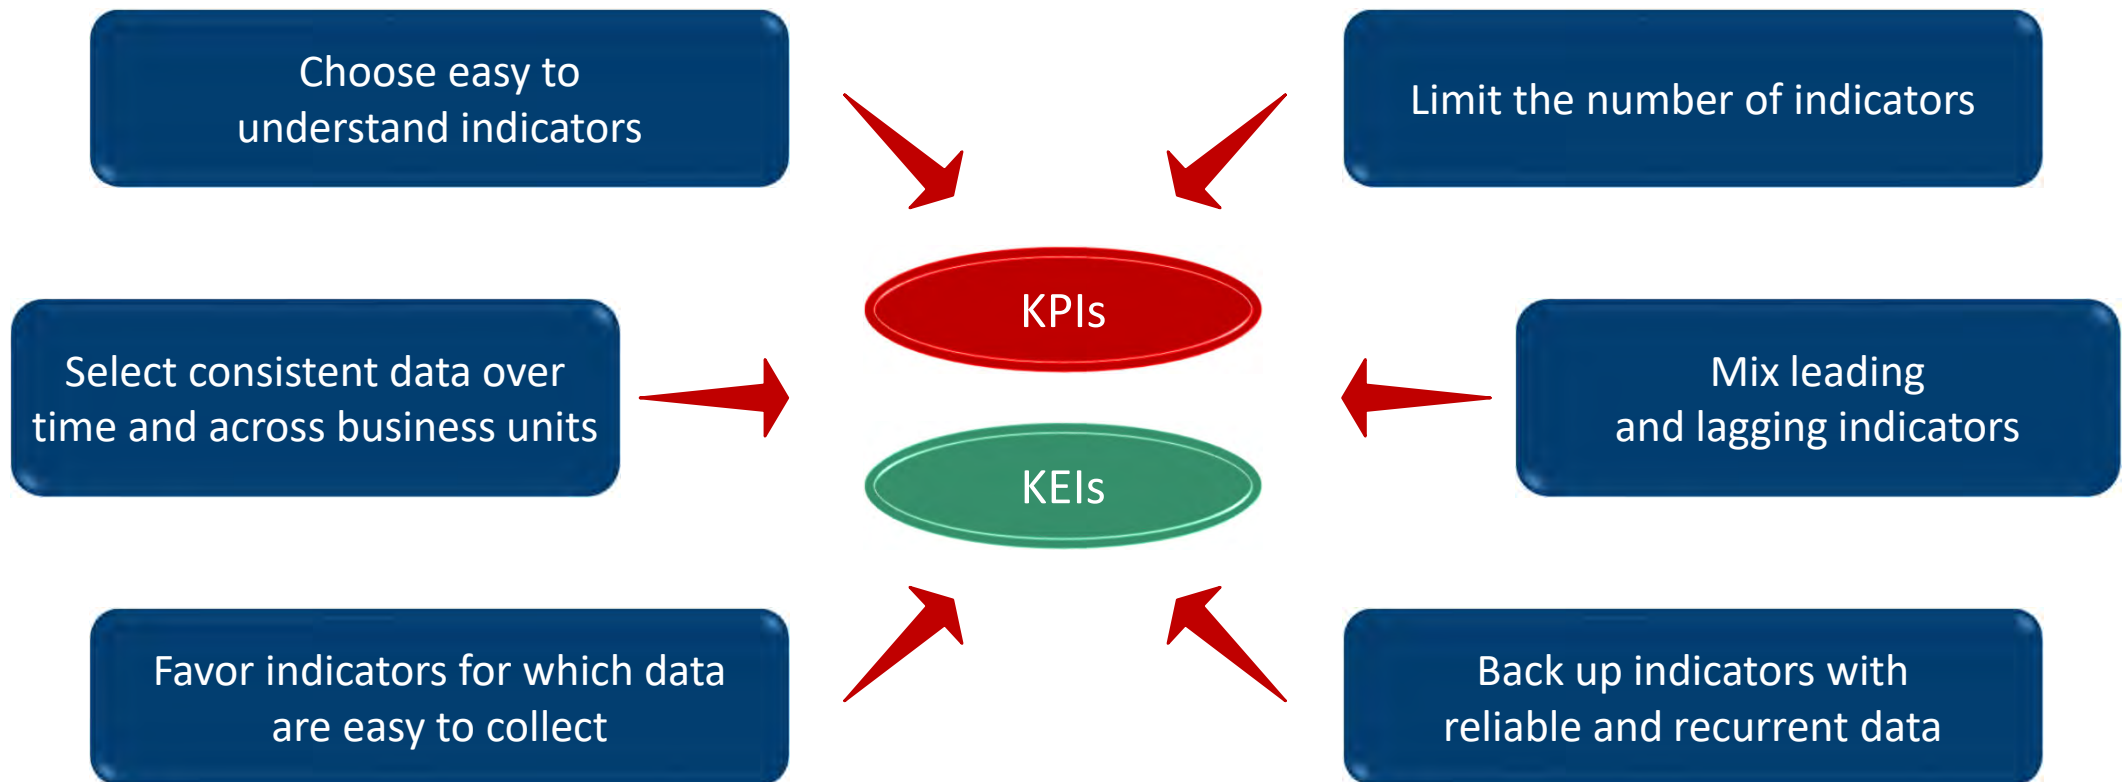 Choose easy to
understand indicators
Limit the number of indicators
KPIs
Select consistent data over
time and across business units
Mix leading
and lagging indicators
KEIs
Favor indicators for which data
are easy to collect
Back up indicators with
reliable and recurrent data